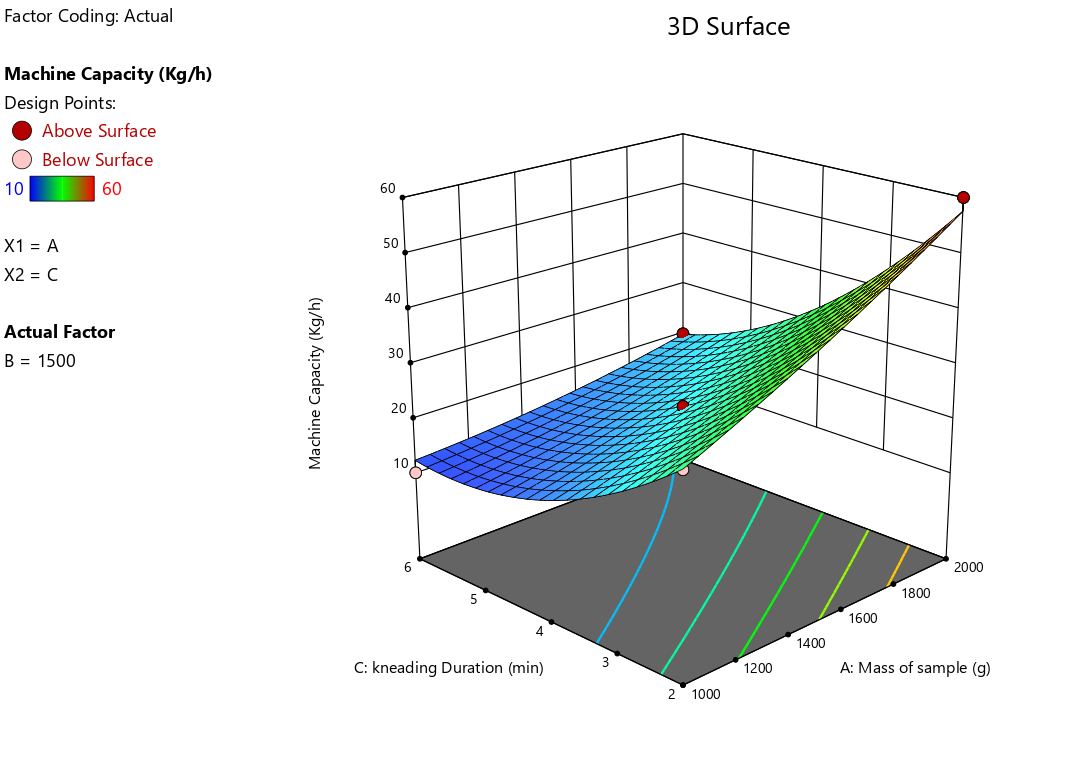 Factor Coding: Actual
3D Surface
Machine Capacity (Kg/h)
Design Points:
Above Surface
Below Surface
10 60
X1 = A
X2 = C
Actual Factor
B = 1500
60
50
40
30
20
10
Machine Capacity (Kg/h)
6
5
4
3
2
C: kneading Duration (min)
1000
1200
1400
1600
1800
2000
A: Mass of sample (g)